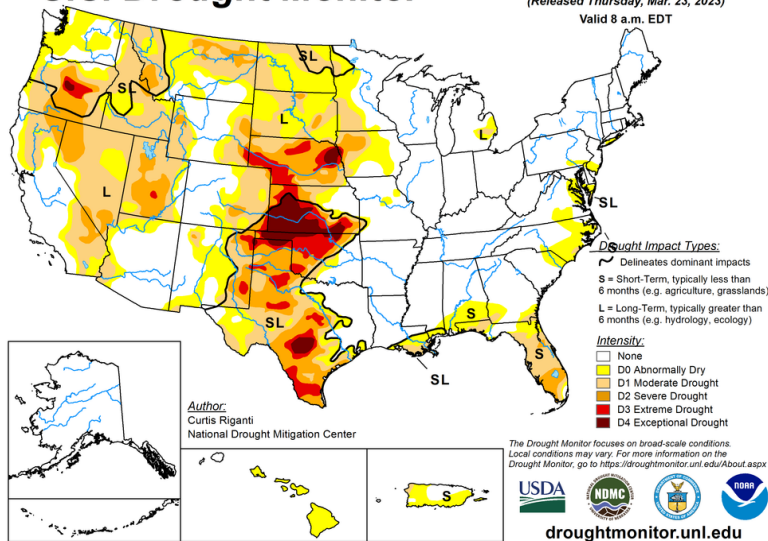 U.S. Drought Monitor
(Released Thursday, Mar. 23, 2023)
Valid 8 a.m. EDT
SL
SL
L
L
L
SL
S
Drought Impact Types:
Delineates dominant impacts
S = Short-Term, typically less than
6 months (e.g. agriculture, grasslands)
L = Long-Term, typically greater than
6 months (e.g. hydrology, ecology)
SL
S
S
SL
Intensity:
None
D0 Abnormally Dry
D1 Moderate Drought
D2 Severe Drought
D3 Extreme Drought
D4 Exceptional Drought
Author:
Curtis Riganti
National Drought Mitigation Center
The Drought Monitor focuses on broad-scale conditions.
Local conditions may vary. For more information on the
Drought Monitor, go to https://droughtmonitor.unl.edu/About.aspx
S
USDA
NDMC
NOAA
droughtmonitor.unl.edu